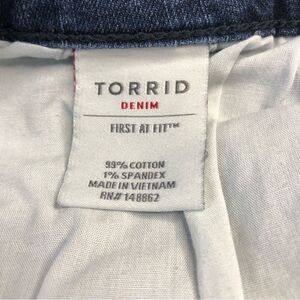 TORRID
DENIM
FIRST AT FIT™
99% COTTON
1% SPANDEX
MADE IN VIETNAM
RN# 148862